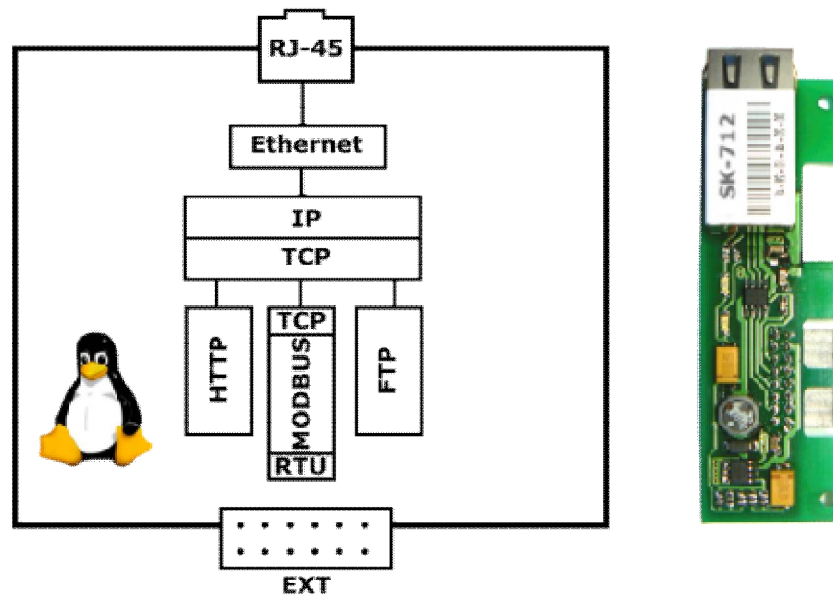 RJ-45
Ethernet
IP
TCP
HTTP
TCP
MODBUS
RTU
FTP
EXT
SK-712